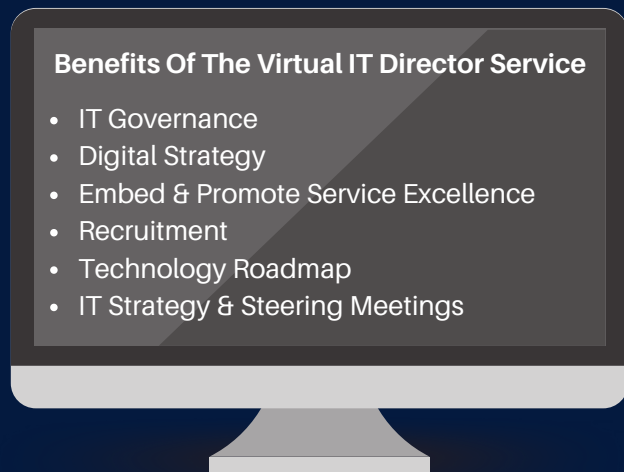 Benefits Of The Virtual IT Director Service
• IT Governance
• Digital Strategy
• Embed & Promote Service Excellence
• Recruitment
• Technology Roadmap
• IT Strategy & Steering Meetings